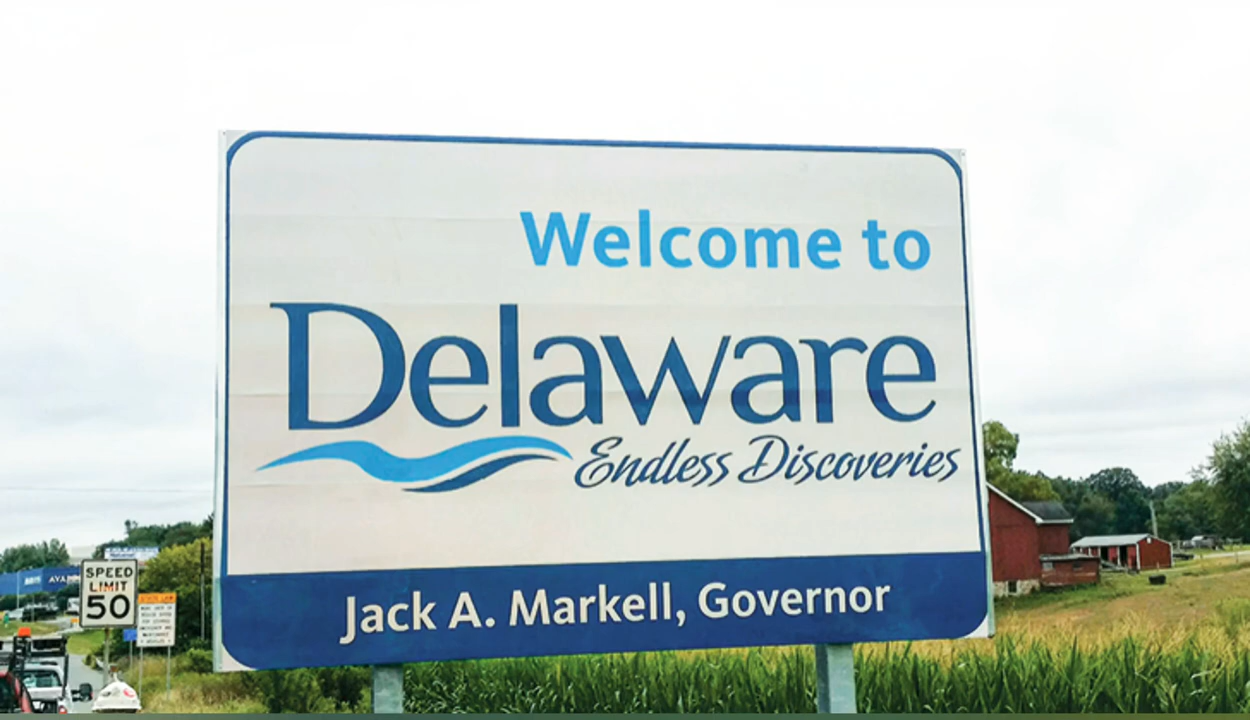 Welcome to
Delaware
Endless Discoveries
Jack A. Markell, Governor
SPEED
LIMIT
50